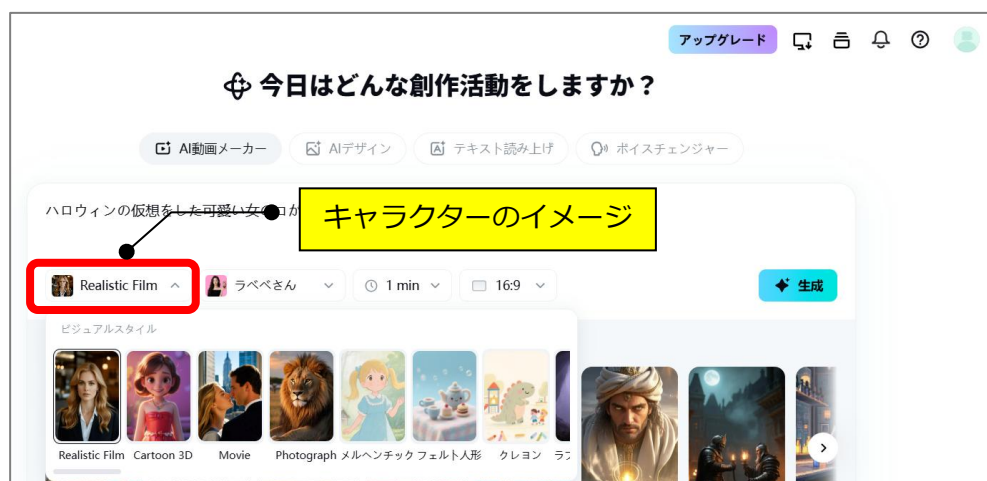 アップグレード
今日はどんな創作活動をしますか？
AI動画メーカー AIデザイン テキスト読み上げ ボイスチェンジャー
ハロウィンの仮想をした可愛い女の
キャラクターのイメージ
Realistic Film ラペペさん 1 min 16:9 生成
ビジュアルスタイル
Realistic Film Cartoon 3D Movie Photograph メルヘンチック フェルト人形 クレヨン